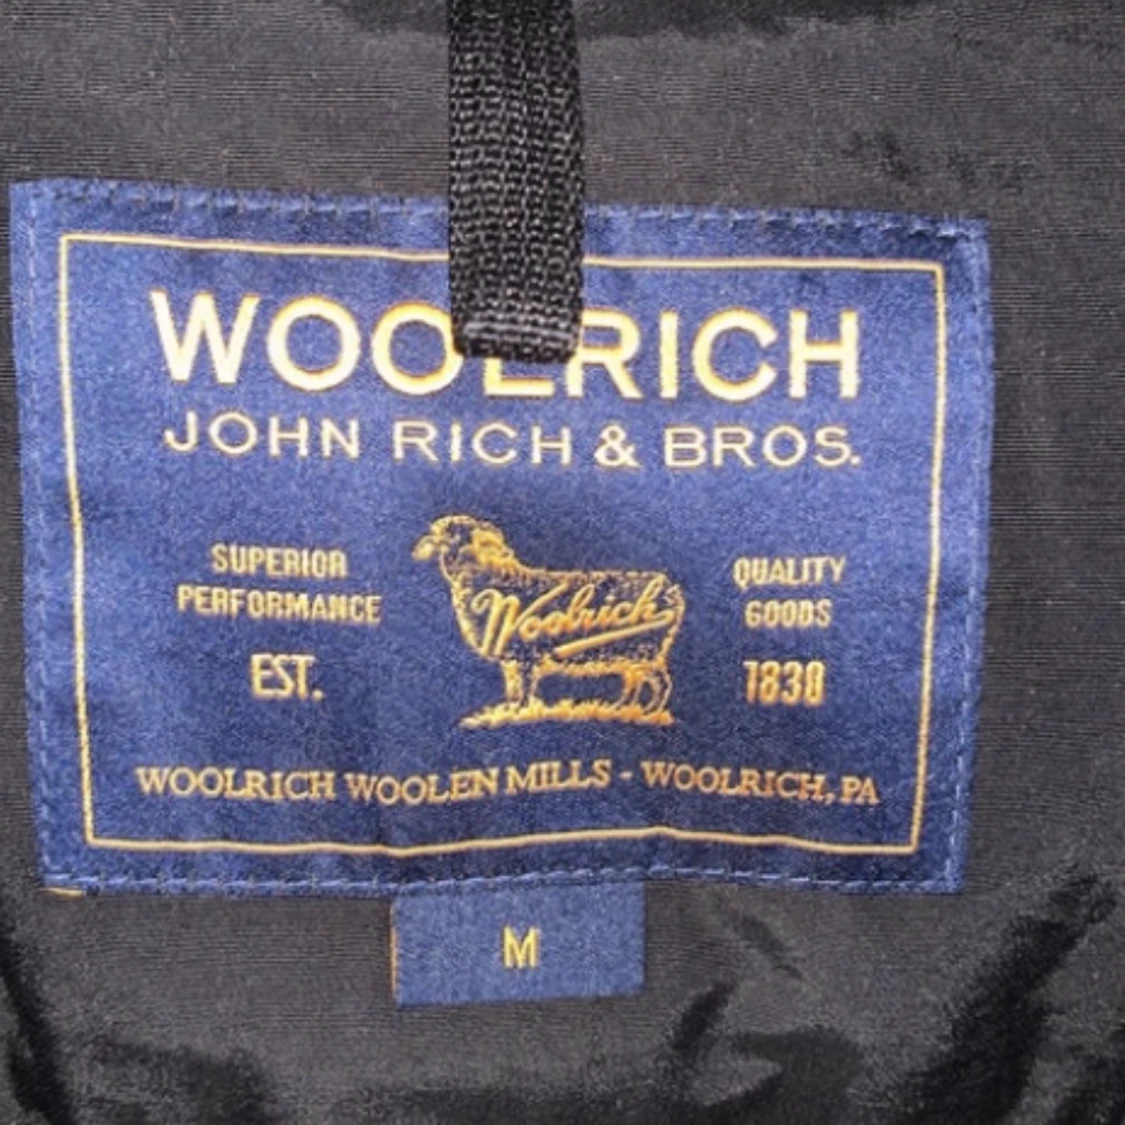 WOOLRICH
JOHN RICH & BROS.
SUPERIOR
PERFORMANCE
EST.
Woolrich
QUALITY
GOODS
1830
WOOLRICH WOOLEN MILLS - WOOLRICH, PA
M